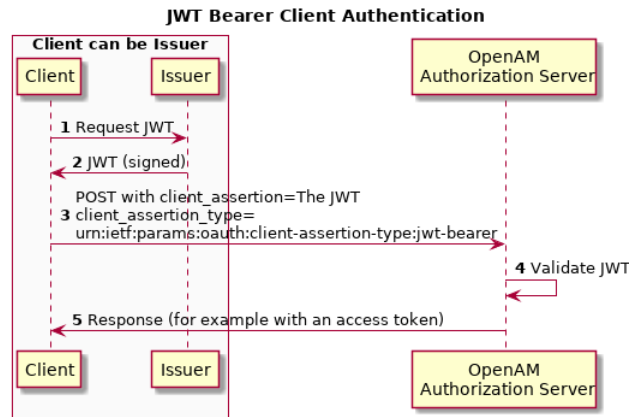 JWT Bearer Client Authentication
Client can be Issuer
Client
Issuer
OpenAM
Authorization Server
1 Request JWT
2 JWT (signed)
POST with client_assertion=The JWT
3 client_assertion_type=
urn:ietf:params:oauth:client-assertion-type:jwt-bearer
4 Validate JWT
5 Response (for example with an access token)
Client
Issuer
OpenAM
Authorization Server